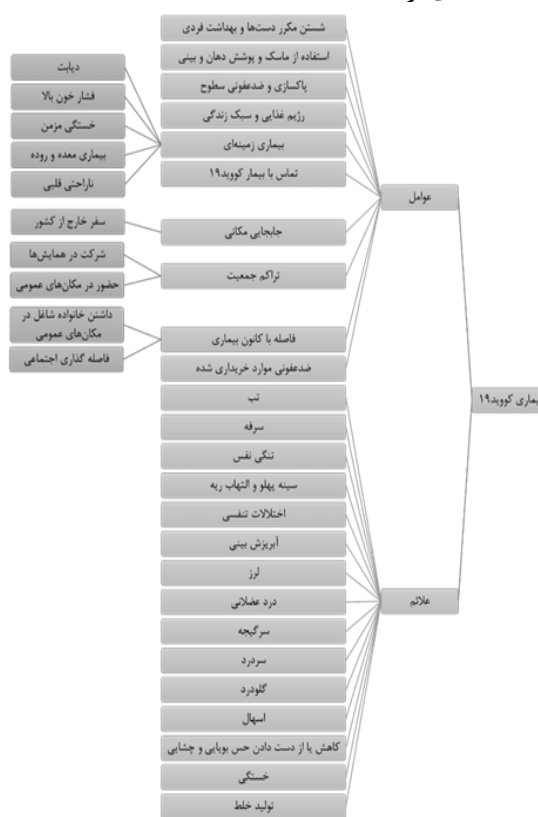 بیماری کووید۱۹
عوامل
شستن مکرر دست‌ها و بهداشت فردی
استفاده از ماسک و پوشش دهان و بینی
پاکسازی و ضدعفونی سطوح
رژیم غذایی و سبک زندگی
بیماری زمینه‌ای
دیابت
فشار خون بالا
خستگی مزمن
بیماری معده و روده
ناراحتی قلبی
تماس با بیمار کووید۱۹
جابجایی مکانی
سفر خارج از کشور
تراکم جمعیت
شرکت در همایش‌ها
حضور در مکان‌های عمومی
فاصله با کانون بیماری
داشتن خانواده شاغل در
مکان‌های عمومی
فاصله گذاری اجتماعی
ضدعفونی موارد خریداری شده
علائم
تب
سرفه
تنگی نفس
سینه پهلو و التهاب ریه
اختلالات تنفسی
آبریزش بینی
لرز
درد عضلانی
سرگیجه
سردرد
گلودرد
اسهال
کاهش یا از دست دادن حس بویایی و چشایی
خستگی
تولید خلط